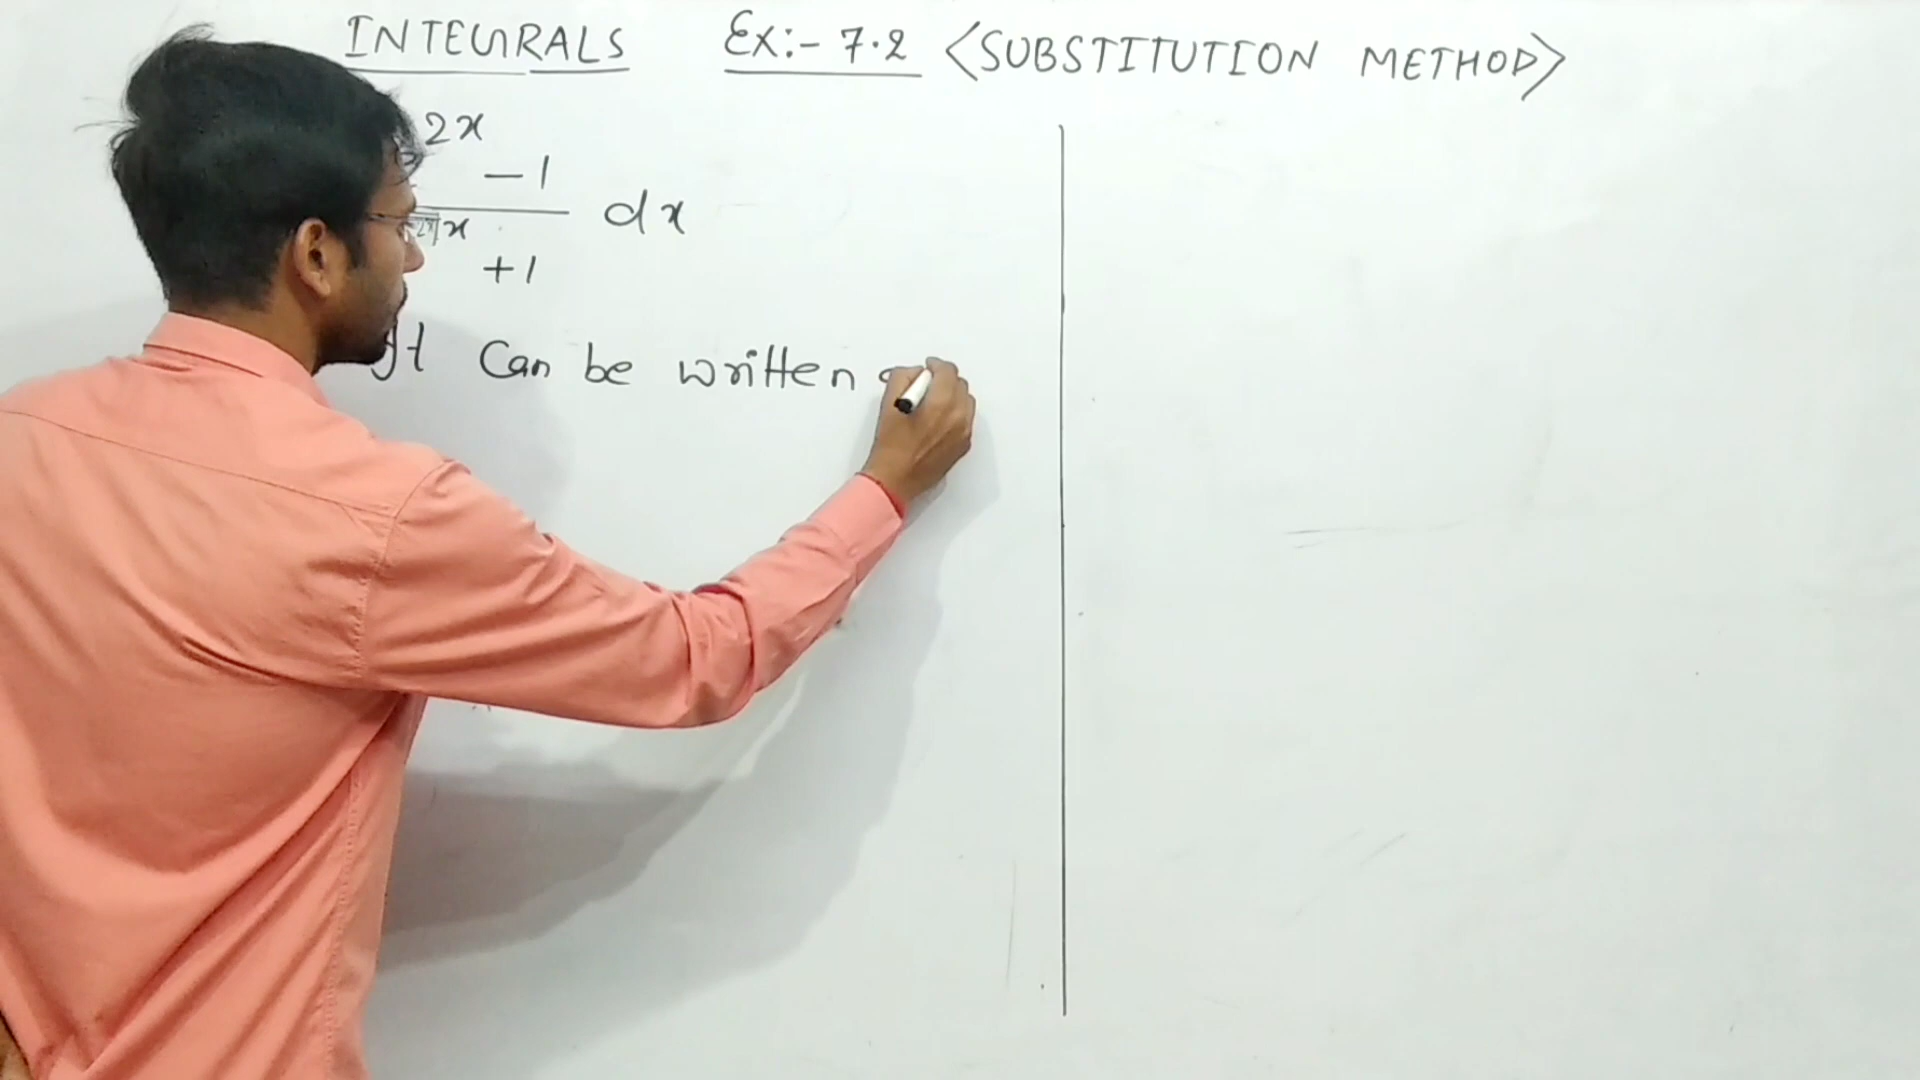 INTEGRALS Ex:- 7.2 <SUBSTITUTION METHOD>
2x
- 1
dx
x
+ 1
It Can be written